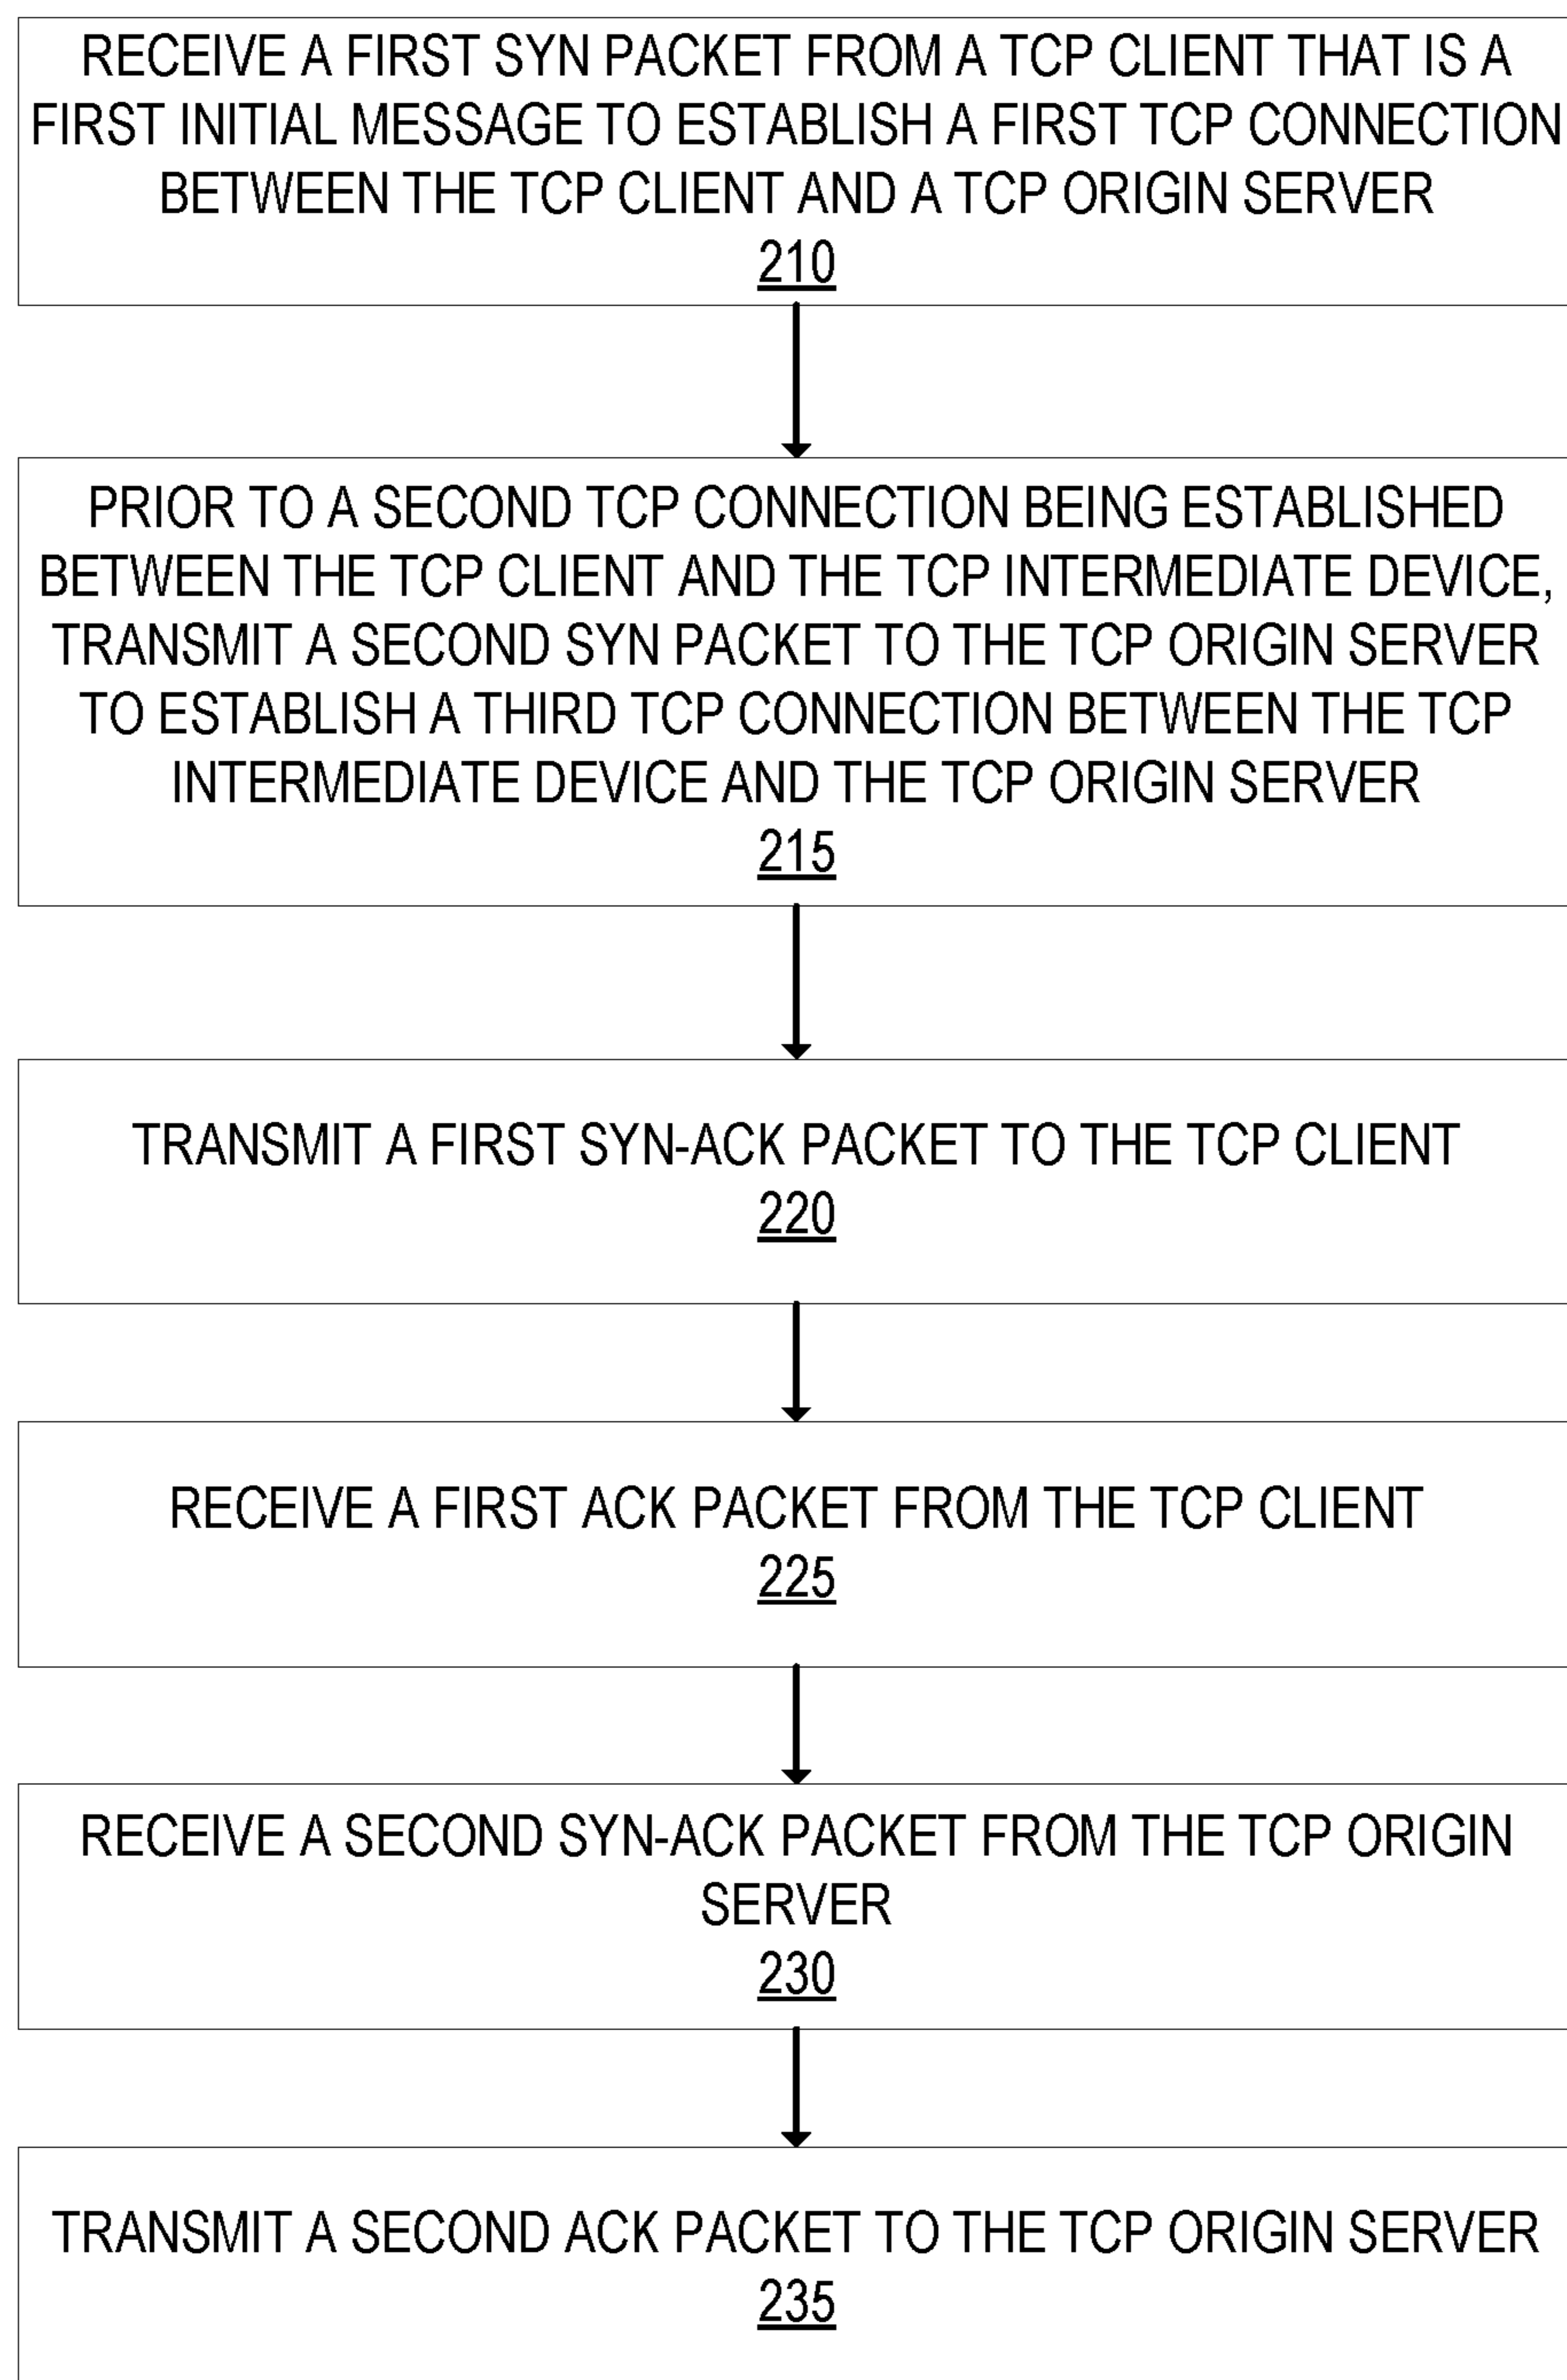 RECEIVE A FIRST SYN PACKET FROM A TCP CLIENT THAT IS A
FIRST INITIAL MESSAGE TO ESTABLISH A FIRST TCP CONNECTION
BETWEEN THE TCP CLIENT AND A TCP ORIGIN SERVER
210
PRIOR TO A SECOND TCP CONNECTION BEING ESTABLISHED
BETWEEN THE TCP CLIENT AND THE TCP INTERMEDIATE DEVICE,
TRANSMIT A SECOND SYN PACKET TO THE TCP ORIGIN SERVER
TO ESTABLISH A THIRD TCP CONNECTION BETWEEN THE TCP
INTERMEDIATE DEVICE AND THE TCP ORIGIN SERVER
215
TRANSMIT A FIRST SYN-ACK PACKET TO THE TCP CLIENT
220
RECEIVE A FIRST ACK PACKET FROM THE TCP CLIENT
225
RECEIVE A SECOND SYN-ACK PACKET FROM THE TCP ORIGIN
SERVER
230
TRANSMIT A SECOND ACK PACKET TO THE TCP ORIGIN SERVER
235